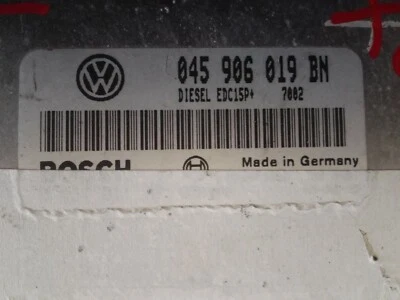 045 906 019 BN
DIESEL EDC15P+ 7002
BOSCH Made in Germany